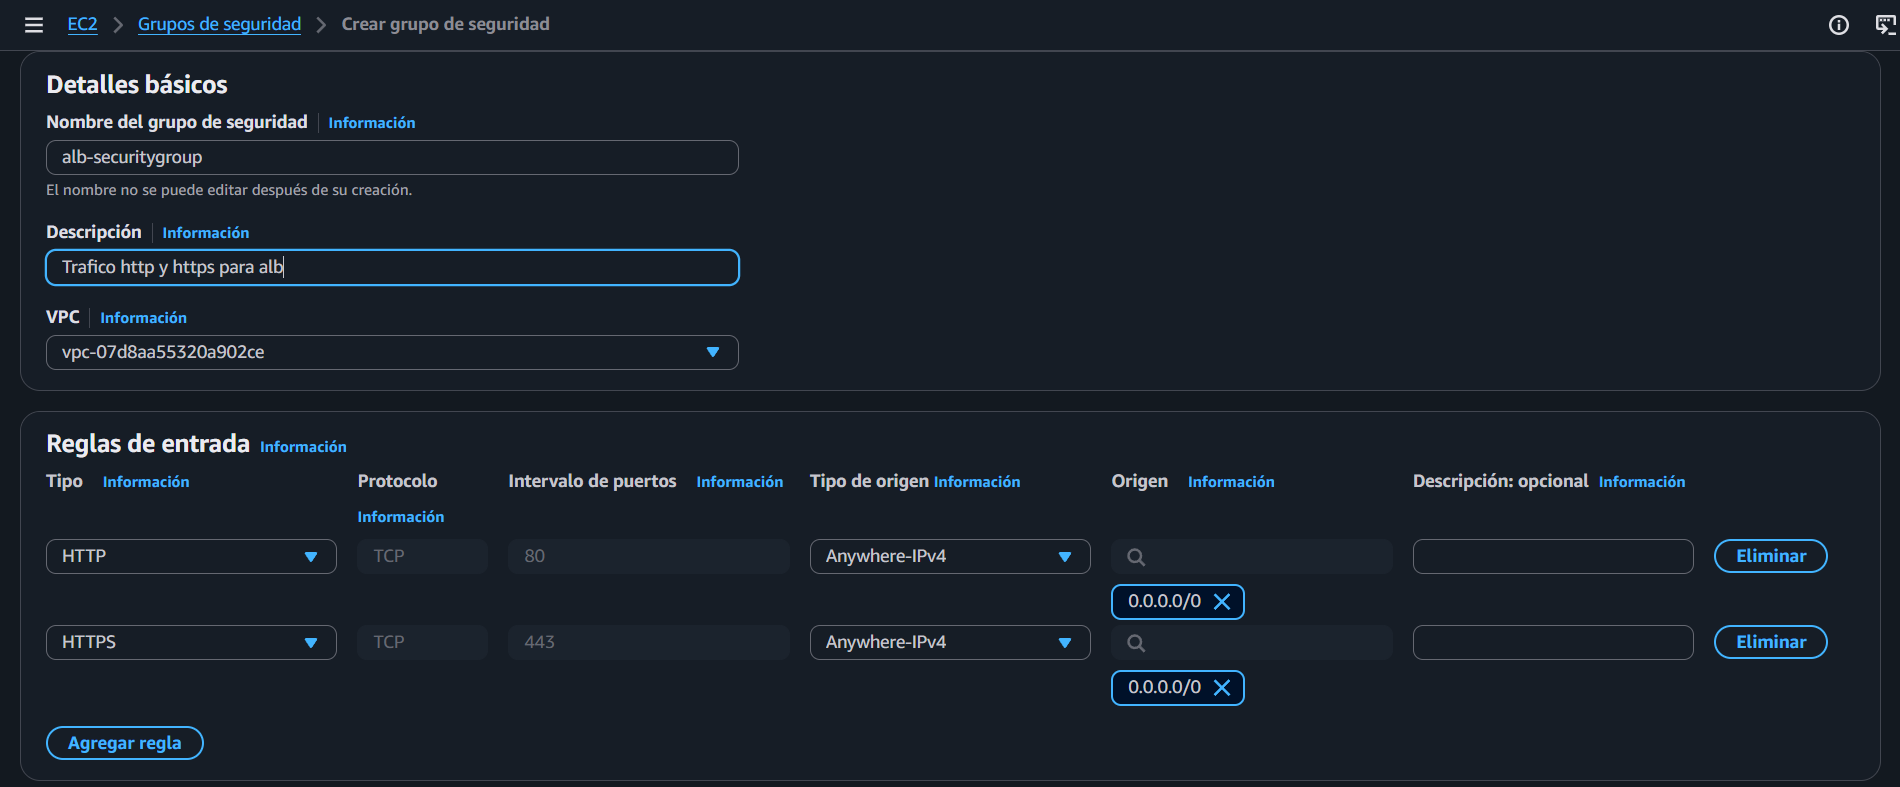 EC2 > Grupos de seguridad > Crear grupo de seguridad
Detalles básicos
Nombre del grupo de seguridad | Información
alb-securitygroup
El nombre no se puede editar después de su creación.
Descripción | Información
Trafico http y https para alb
VPC | Información
vpc-07d8aa55320a902ce
Reglas de entrada Información
Tipo Información Protocolo Información Intervalo de puertos Información Tipo de origen Información Origen Información Descripción: opcional Información
HTTP TCP 80 Anywhere-IPv4 Eliminar
0.0.0.0/0
HTTPS TCP 443 Anywhere-IPv4 Eliminar
0.0.0.0/0
Agregar regla